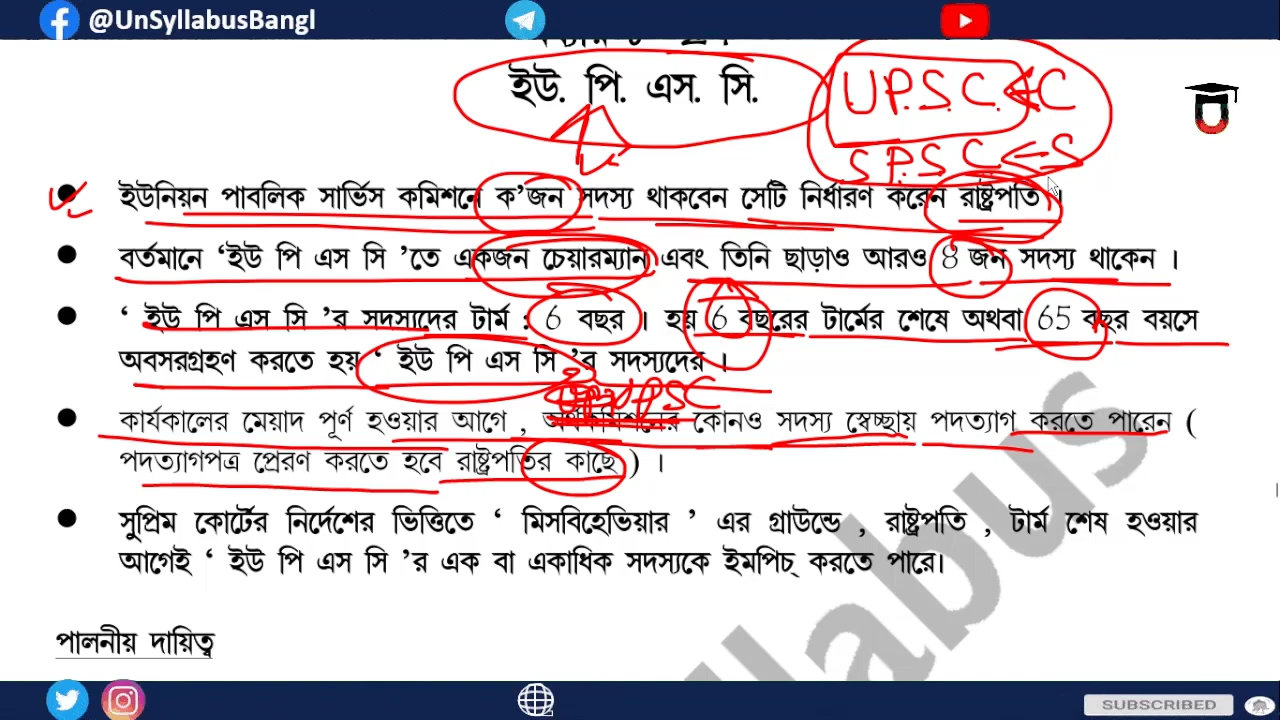 @UnSyllabusBangl
ইউ. পি. এস. সি.
U.P.S.C. ← C
S P S C ← S
● ইউনিয়ন পাবলিক সার্ভিস কমিশনে ক'জন সদস্য থাকবেন সেটি নির্ধারণ করেন রাষ্ট্রপতি ।
● বর্তমানে ‘ইউ পি এস সি ’তে একজন চেয়ারম্যান এবং তিনি ছাড়াও আরও 8 জন সদস্য থাকেন ।
● ‘ ইউ পি এস সি ’র সদস্যদের টার্ম : 6 বছর । হয় 6 বছরের টার্মের শেষে অথবা 65 বছর বয়সে
অবসরগ্রহণ করতে হয় ‘ ইউ পি এস সি ’র সদস্যদের ।
UPSC
● কার্যকালের মেয়াদ পূর্ণ হওয়ার আগে , কোনও সদস্য স্বেচ্ছায় পদত্যাগ করতে পারেন (
পদত্যাগপত্র প্রেরণ করতে হবে রাষ্ট্রপতির কাছে ) ।
● সুপ্রিম কোর্টের নির্দেশের ভিত্তিতে ‘ মিসবিহেভিয়ার ’ এর গ্রাউন্ডে , রাষ্ট্রপতি , টার্ম শেষ হওয়ার
আগেই ‘ ইউ পি এস সি ’র এক বা একাধিক সদস্যকে ইমপিচ্ করতে পারে।
পালনীয় দায়িত্ব
SUBSCRIBED